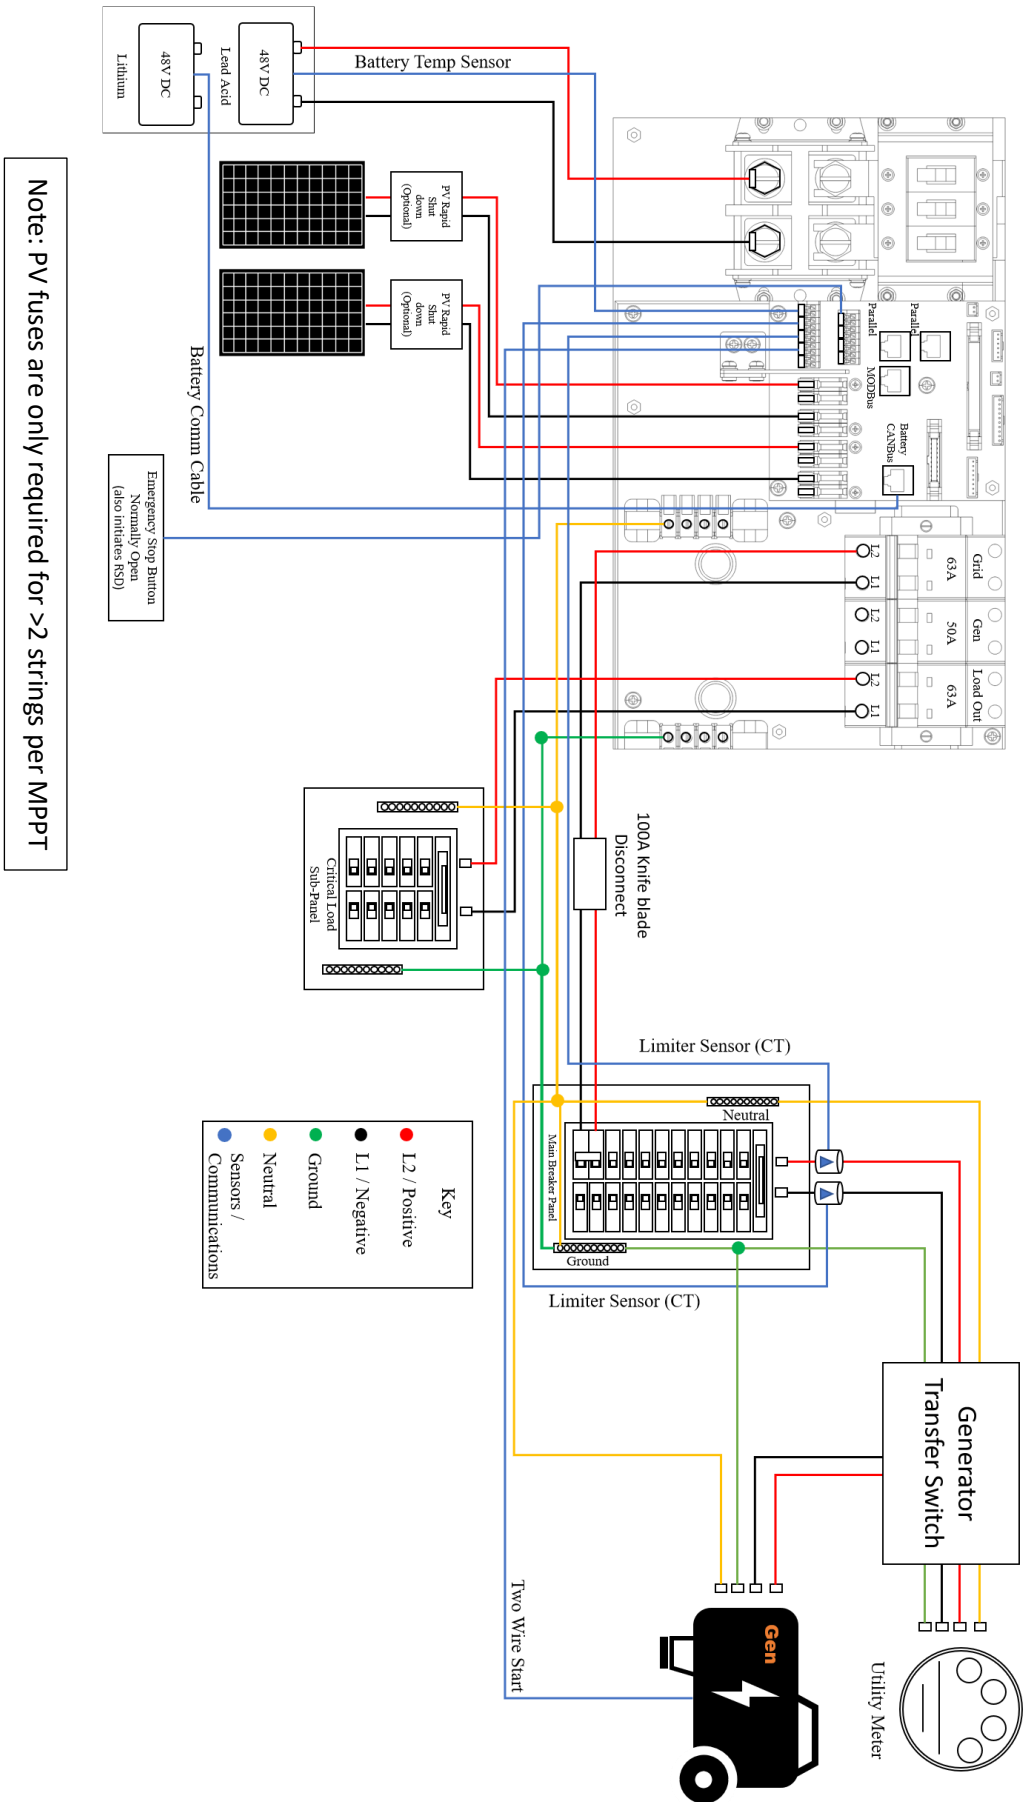 48V DC
Lithium
48V DC
Lead Acid
Battery Temp Sensor
PV Rapid
Shut
down
(Optional)
PV Rapid
Shut
down
(Optional)
Battery Comm Cable
Emergency Stop Button
Normally Open
(also initiates RSD)
Note: PV fuses are only required for >2 strings per MPPT
Parallel
Parallel
MODBus
Battery
CANBus
Grid
63A
L2
L1
Gen
50A
L2
L1
Load Out
63A
L2
L1
100A Knife blade
Disconnect
Critical Load
Sub-Panel
Limiter Sensor (CT)
Neutral
Main Breaker Panel
Ground
Limiter Sensor (CT)
Key
L2 / Positive
L1 / Negative
Ground
Neutral
Sensors /
Communications
Generator
Transfer Switch
Two Wire Start
Gen
Utility Meter